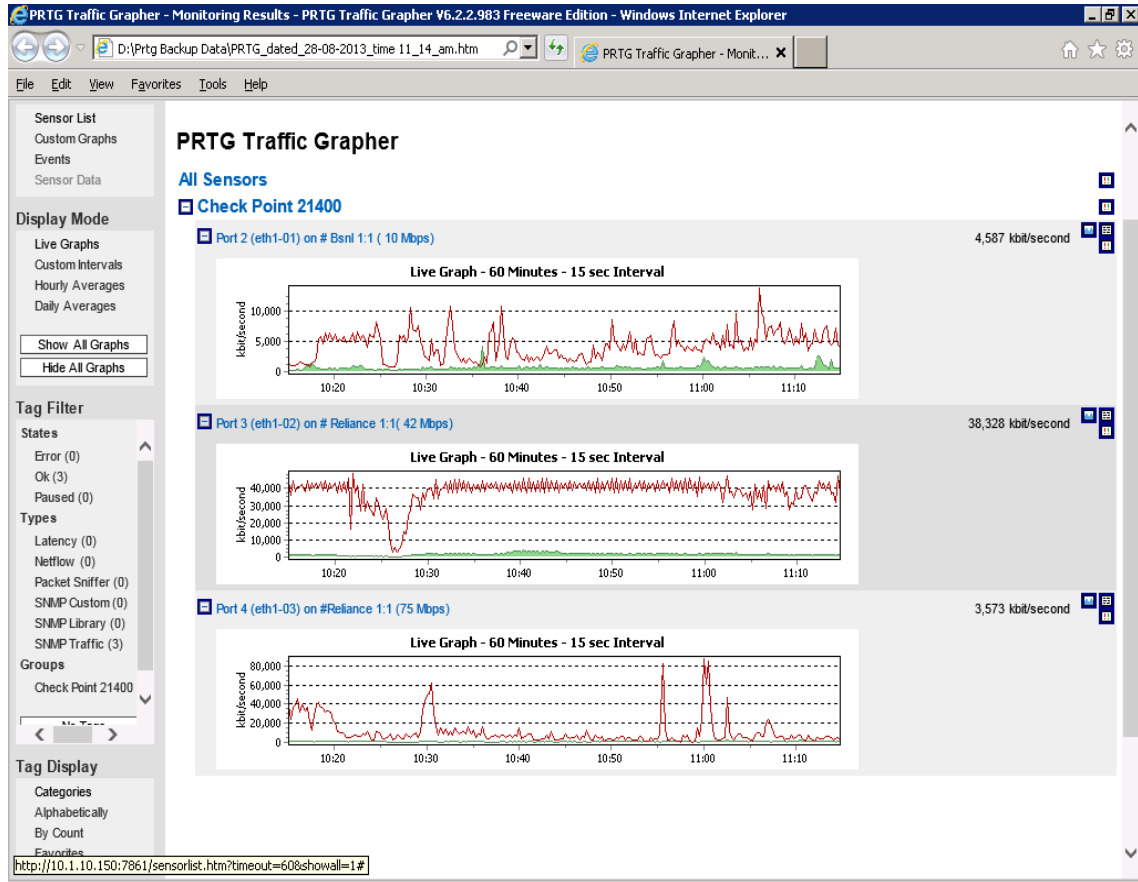 PRTG Traffic Grapher - Monitoring Results - PRTG Traffic Grapher V6.2.2.983 Freeware Edition - Windows Internet Explorer
D:\Prtg Backup Data\PRTG_dated_28-08-2013_time 11_14_am.htm
PRTG Traffic Grapher - Monit...
File Edit View Favorites Tools Help
Sensor List
Custom Graphs
Events
Sensor Data
Display Mode
Live Graphs
Custom Intervals
Hourly Averages
Daily Averages
Show All Graphs
Hide All Graphs
Tag Filter
States
Error (0)
Ok (3)
Paused (0)
Types
Latency (0)
Netflow (0)
Packet Sniffer (0)
SNMP Custom (0)
SNMP Library (0)
SNMP Traffic (3)
Groups
Check Point 21400
Tag Display
Categories
Alphabetically
By Count
Favorites
http://10.1.10.150:7861/sensorlist.htm?timeout=60&showall=1#
PRTG Traffic Grapher
All Sensors
Check Point 21400
Port 2 (eth1-01) on # Bsnl 1:1 ( 10 Mbps) 4,587 kbit/second
Live Graph - 60 Minutes - 15 sec Interval
kbit/second
10,000
5,000
0
10:20 10:30 10:40 10:50 11:00 11:10
Port 3 (eth1-02) on # Reliance 1:1( 42 Mbps) 38,328 kbit/second
Live Graph - 60 Minutes - 15 sec Interval
kbit/second
40,000
30,000
20,000
10,000
0
10:20 10:30 10:40 10:50 11:00 11:10
Port 4 (eth1-03) on #Reliance 1:1 (75 Mbps) 3,573 kbit/second
Live Graph - 60 Minutes - 15 sec Interval
kbit/second
80,000
60,000
40,000
20,000
0
10:20 10:30 10:40 10:50 11:00 11:10